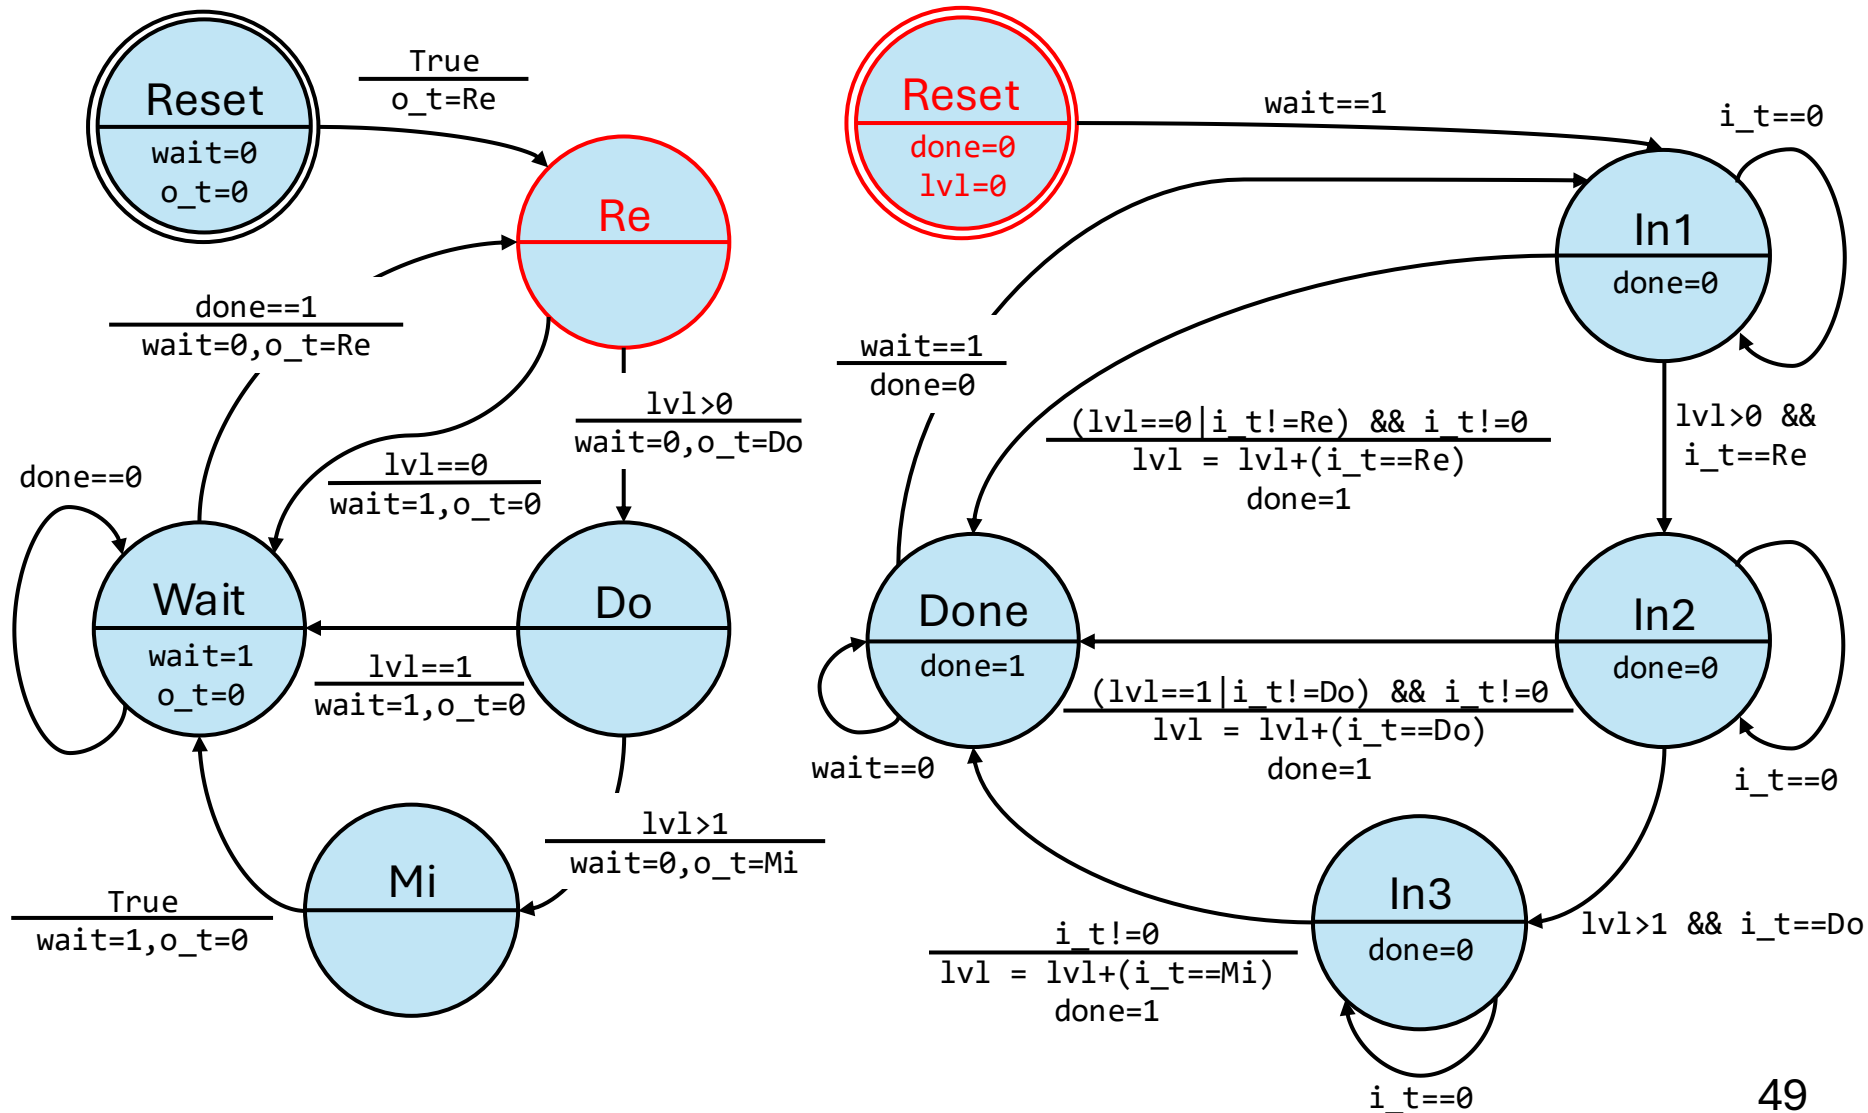 Reset
wait=0
o_t=0
True
o_t=Re
Re
done==1
wait=0,o_t=Re
lvl==0
wait=1,o_t=0
lvl>0
wait=0,o_t=Do
done==0
Wait
wait=1
o_t=0
Do
lvl==1
wait=1,o_t=0
lvl>1
wait=0,o_t=Mi
Mi
True
wait=1,o_t=0
Reset
done=0
lvl=0
wait==1
i_t==0
In1
done=0
wait==1
done=0
(lvl==0|i_t!=Re) && i_t!=0
lvl = lvl+(i_t==Re)
done=1
lvl>0 &&
i_t==Re
Done
done=1
wait==0
In2
done=0
(lvl==1|i_t!=Do) && i_t!=0
lvl = lvl+(i_t==Do)
done=1
i_t==0
In3
done=0
lvl>1 && i_t==Do
i_t!=0
lvl = lvl+(i_t==Mi)
done=1
i_t==0
49